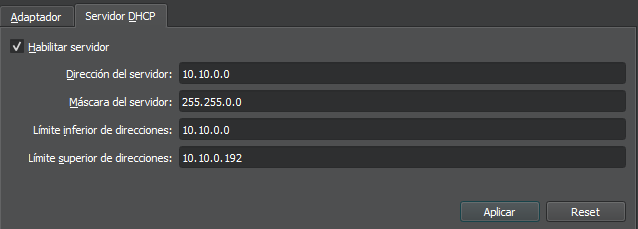 Adaptador Servidor DHCP
Habilitar servidor
Dirección del servidor: 10.10.0.0
Máscara del servidor: 255.255.0.0
Límite inferior de direcciones: 10.10.0.0
Límite superior de direcciones: 10.10.0.192
Aplicar Reset